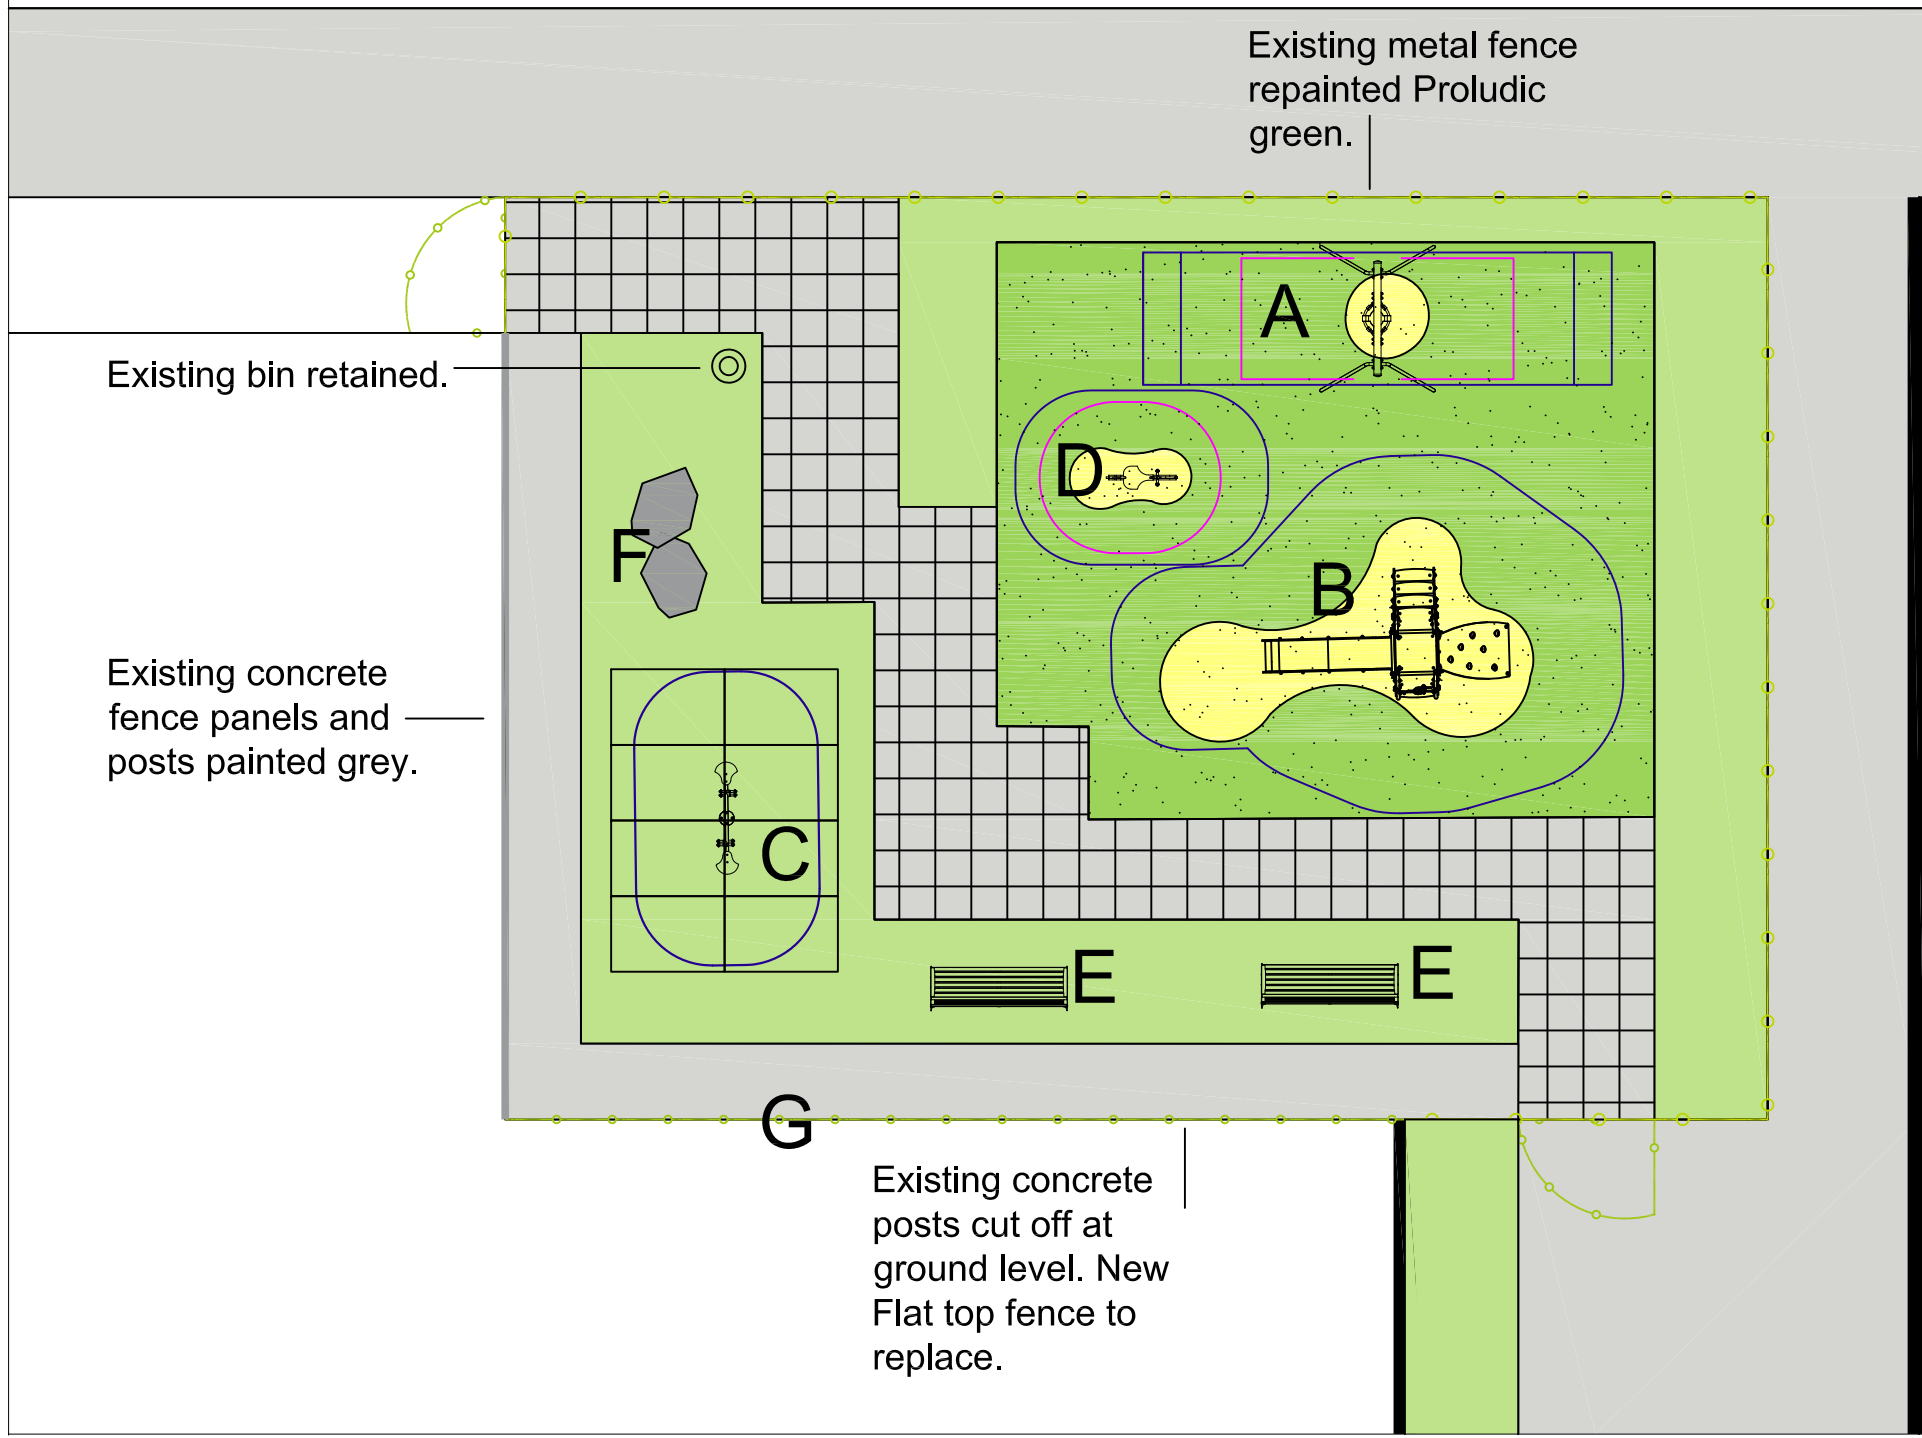 Existing metal fence
repainted Proludic
green.
A
Existing bin retained.
D
F
B
Existing concrete
fence panels and
posts painted grey.
C
E
E
G
Existing concrete
posts cut off at
ground level. New
Flat top fence to
replace.